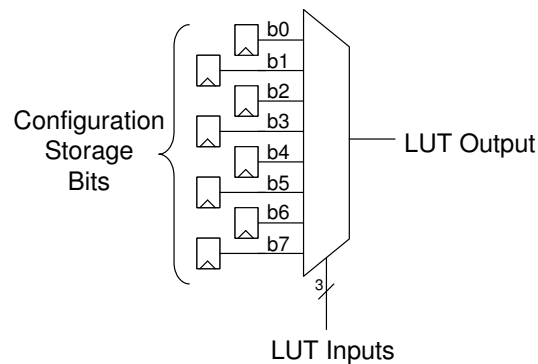 b0
b1
b2
b3
b4
b5
b6
b7
Configuration
Storage
Bits
LUT Output
3
LUT Inputs